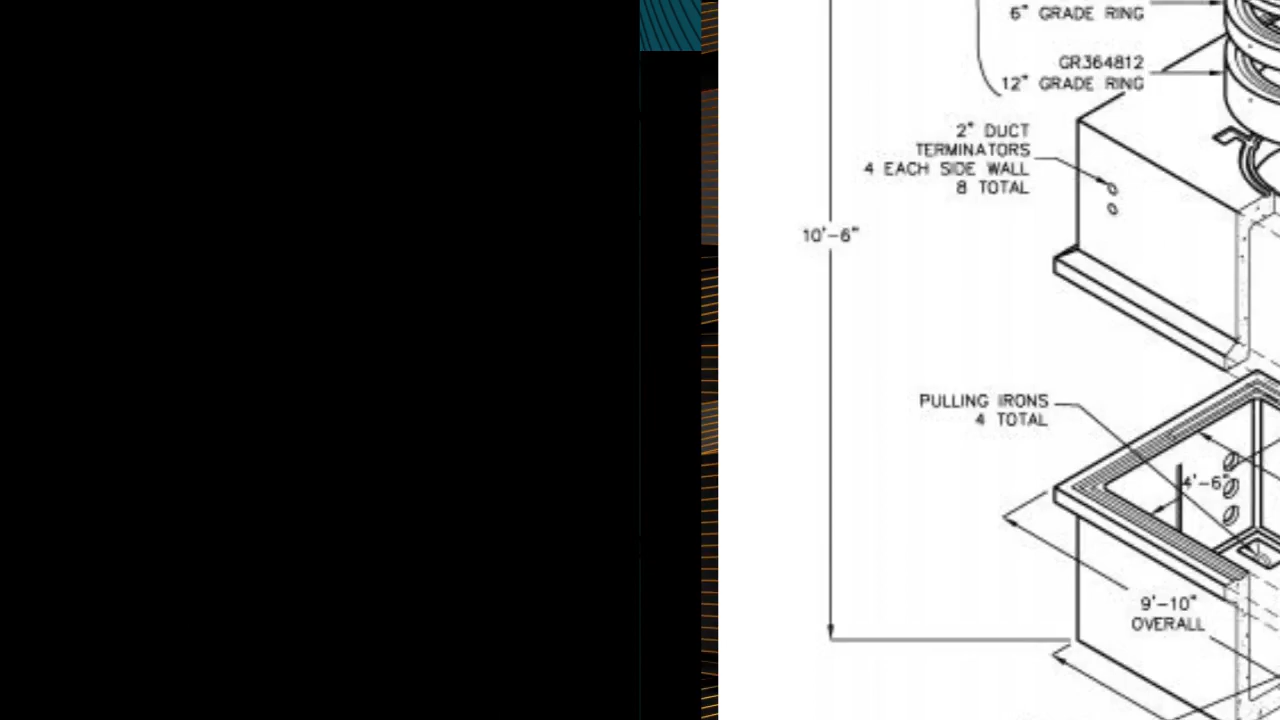 6" GRADE RING
GR364812
12" GRADE RING
2" DUCT
TERMINATORS
4 EACH SIDE WALL
8 TOTAL
10'-6"
PULLING IRONS
4 TOTAL
4'-6"
9'-10"
OVERALL